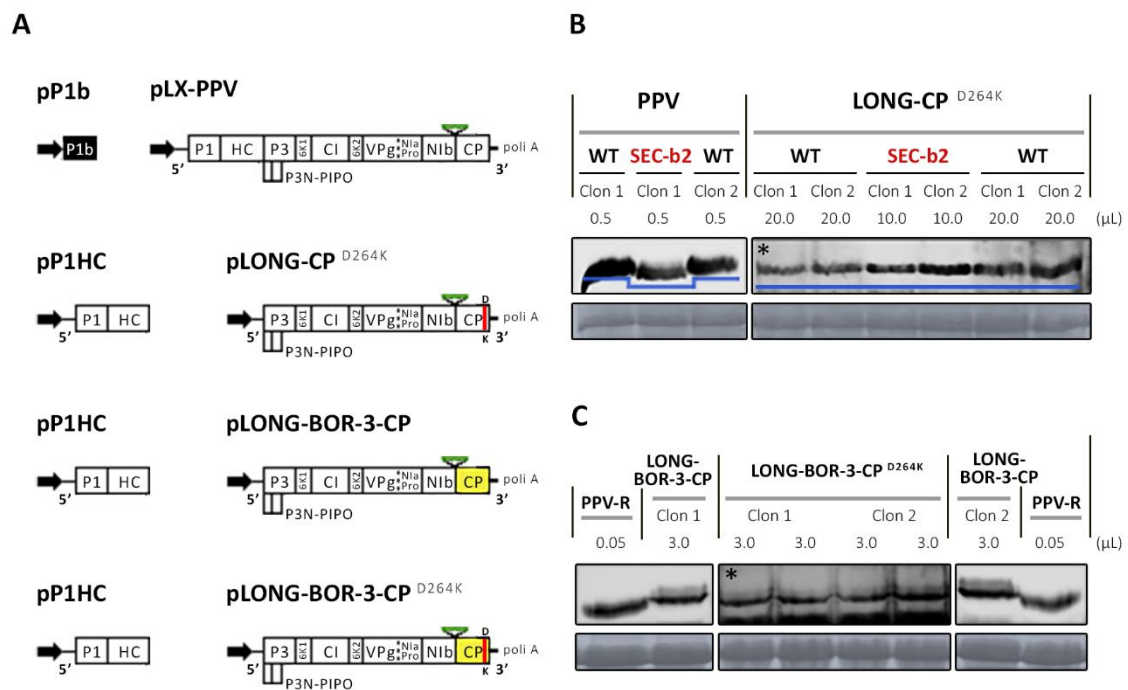 A
pP1b
pLX-PPV
P1b
P1 HC P3 6K1 CI 6K2 VPg NIa Pro NIb CP poli A
5’ 3’
P3N-PIPO
pP1HC
pLONG-CP D264K
P1 HC
5’
P3 6K1 CI 6K2 VPg NIa Pro NIb CP poli A
D
K
5’ 3’
P3N-PIPO
pP1HC
pLONG-BOR-3-CP
P1 HC
5’
P3 6K1 CI 6K2 VPg NIa Pro NIb CP poli A
5’ 3’
P3N-PIPO
pP1HC
pLONG-BOR-3-CP D264K
P1 HC
5’
P3 6K1 CI 6K2 VPg NIa Pro NIb CP poli A
D
K
5’ 3’
P3N-PIPO
B
PPV LONG-CP D264K
WT SEC-b2 WT WT SEC-b2 WT
Clon 1 Clon 1 Clon 2 Clon 1 Clon 2 Clon 1 Clon 2 Clon 1 Clon 2
0.5 0.5 0.5 20.0 20.0 10.0 10.0 20.0 20.0 (µL)
*
C
PPV-R LONG-BOR-3-CP LONG-BOR-3-CP D264K LONG-BOR-3-CP PPV-R
Clon 1 Clon 1 Clon 2 Clon 2
0.05 3.0 3.0 3.0 3.0 3.0 3.0 0.05 (µL)
*